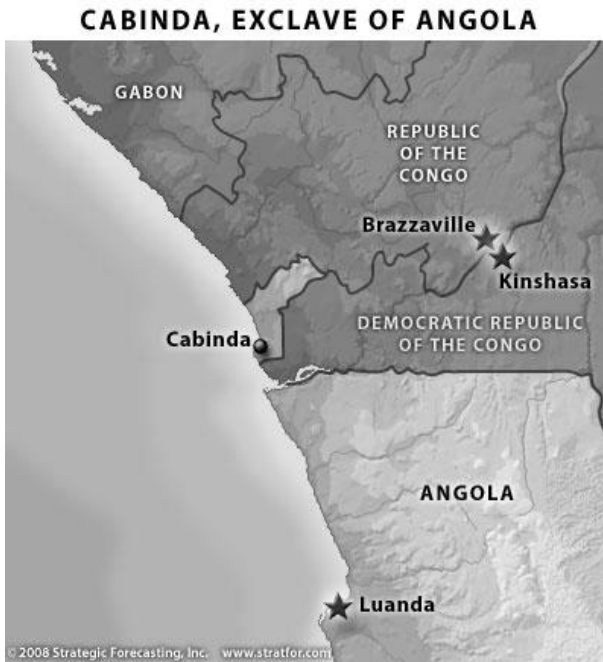 CABINDA, EXCLAVE OF ANGOLA
GABON
REPUBLIC
OF THE
CONGO
Brazzaville
Kinshasa
Cabinda
DEMOCRATIC REPUBLIC
OF THE CONGO
ANGOLA
Luanda
© 2008 Strategic Forecasting, Inc. www.stratfor.com